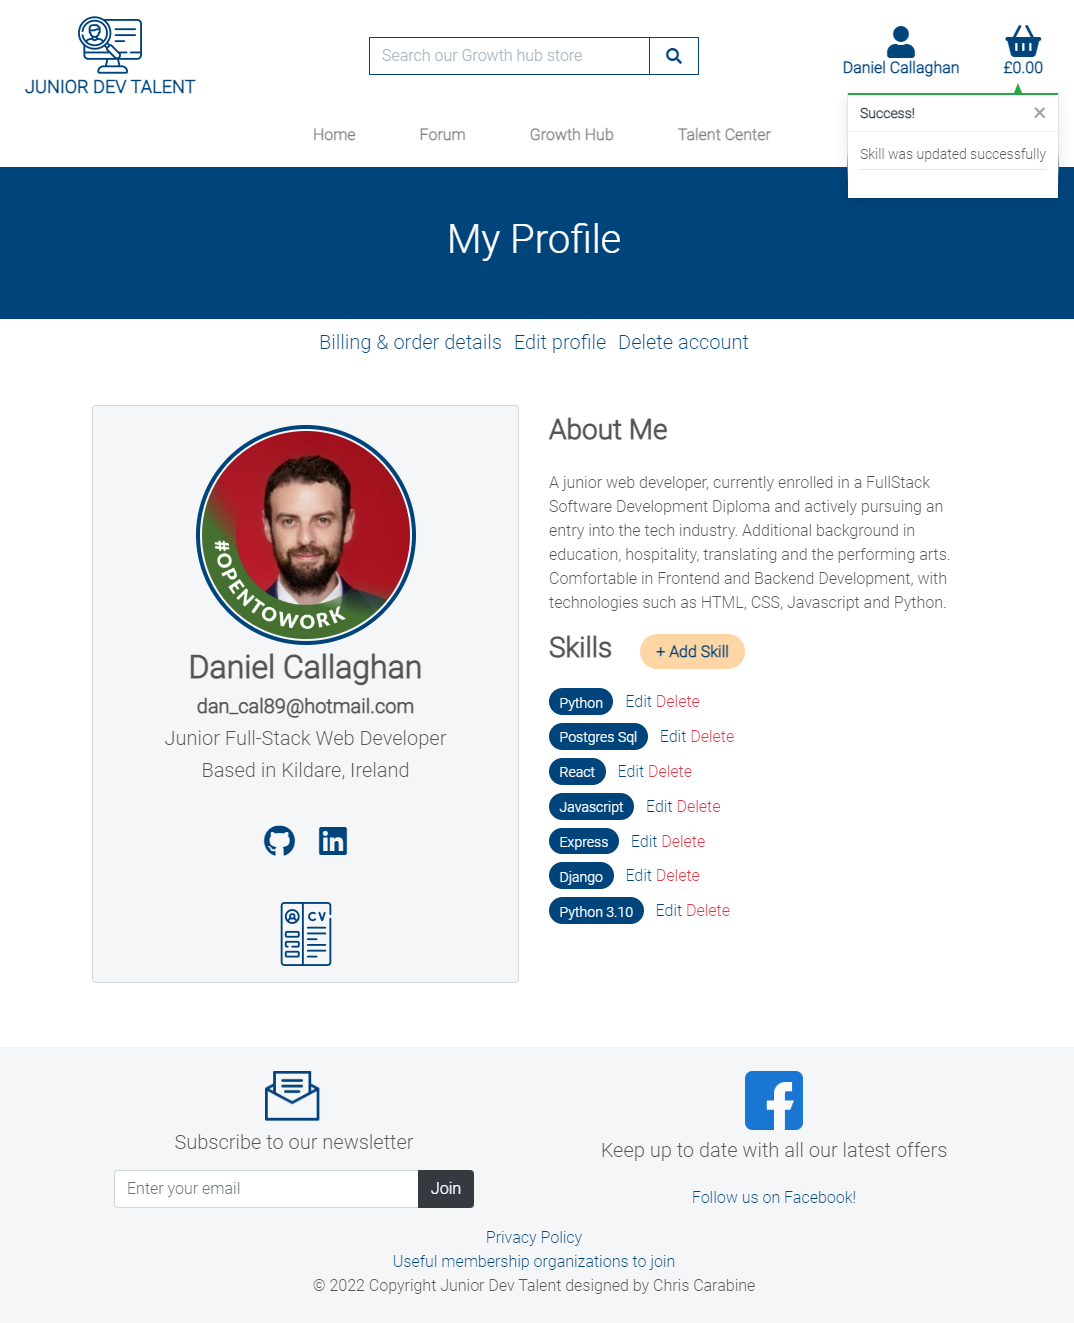 JUNIOR DEV TALENT
Search our Growth hub store
Daniel Callaghan
£0.00
Home Forum Growth Hub Talent Center
Success! ×
Skill was updated successfully
My Profile
Billing & order details Edit profile Delete account
#OPENTOWORK
Daniel Callaghan
dan_cal89@hotmail.com
Junior Full-Stack Web Developer
Based in Kildare, Ireland
CV
About Me
A junior web developer, currently enrolled in a FullStack
Software Development Diploma and actively pursuing an
entry into the tech industry. Additional background in
education, hospitality, translating and the performing arts.
Comfortable in Frontend and Backend Development, with
technologies such as HTML, CSS, Javascript and Python.
Skills + Add Skill
Python Edit Delete
Postgres Sql Edit Delete
React Edit Delete
Javascript Edit Delete
Express Edit Delete
Django Edit Delete
Python 3.10 Edit Delete
Subscribe to our newsletter
Enter your email Join
Keep up to date with all our latest offers
Follow us on Facebook!
Privacy Policy
Useful membership organizations to join
© 2022 Copyright Junior Dev Talent designed by Chris Carabine